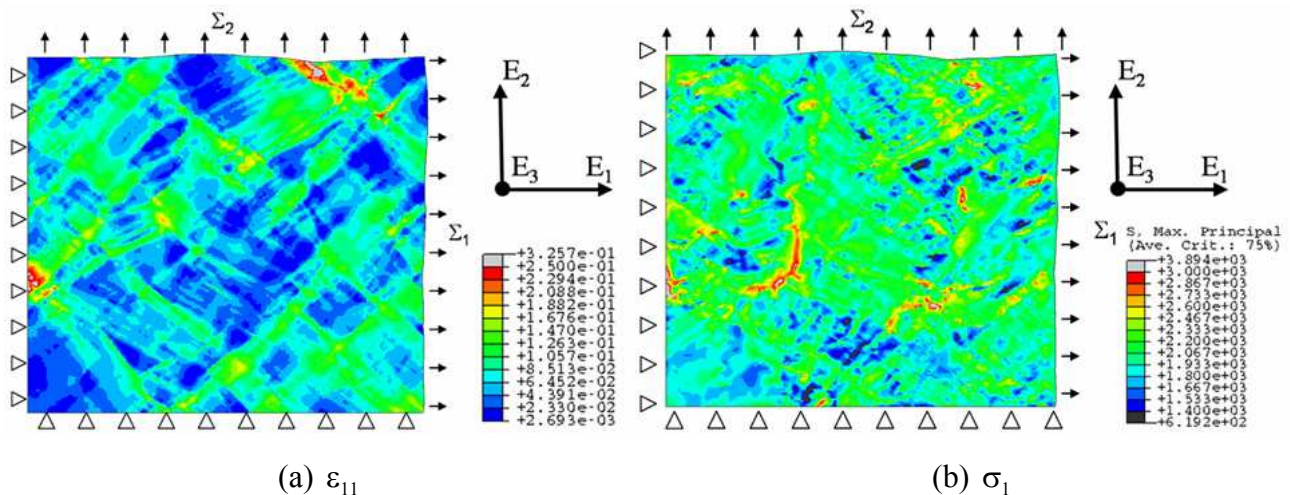 Σ₂
E₂
E₃
E₁
Σ₁
+3.257e-01
+2.500e-01
+2.294e-01
+2.088e-01
+1.882e-01
+1.676e-01
+1.470e-01
+1.263e-01
+1.057e-01
+8.513e-02
+6.452e-02
+4.391e-02
+2.330e-02
+2.693e-03
(a) ε₁₁
Σ₂
E₂
E₃
E₁
Σ₁
S, Max. Principal
(Ave. Crit.: 75%)
+3.894e+03
+3.000e+03
+2.867e+03
+2.733e+03
+2.600e+03
+2.467e+03
+2.333e+03
+2.200e+03
+2.067e+03
+1.933e+03
+1.800e+03
+1.667e+03
+1.533e+03
+1.400e+03
+6.192e+02
(b) σ₁